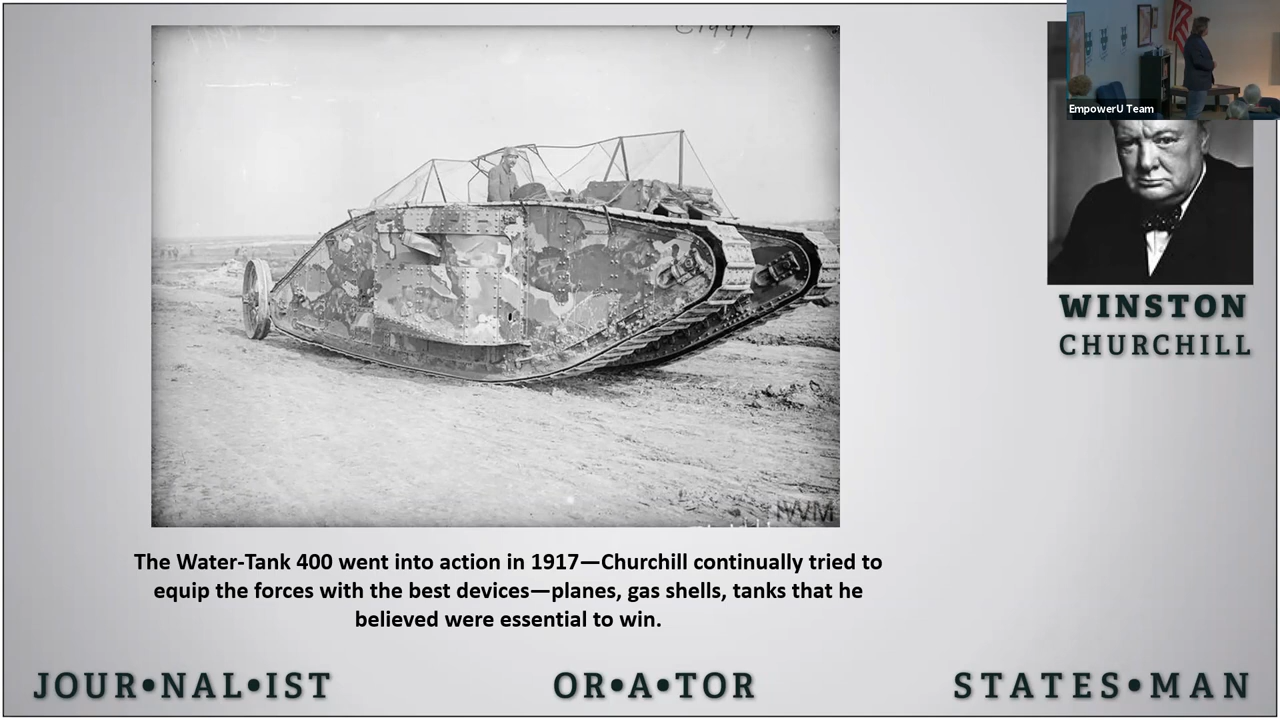 C1999
IWM
EmpowerU Team
WINSTON
CHURCHILL
The Water-Tank 400 went into action in 1917—Churchill continually tried to
equip the forces with the best devices—planes, gas shells, tanks that he
believed were essential to win.
JOUR•NAL•IST
OR•A•TOR
STATES•MAN